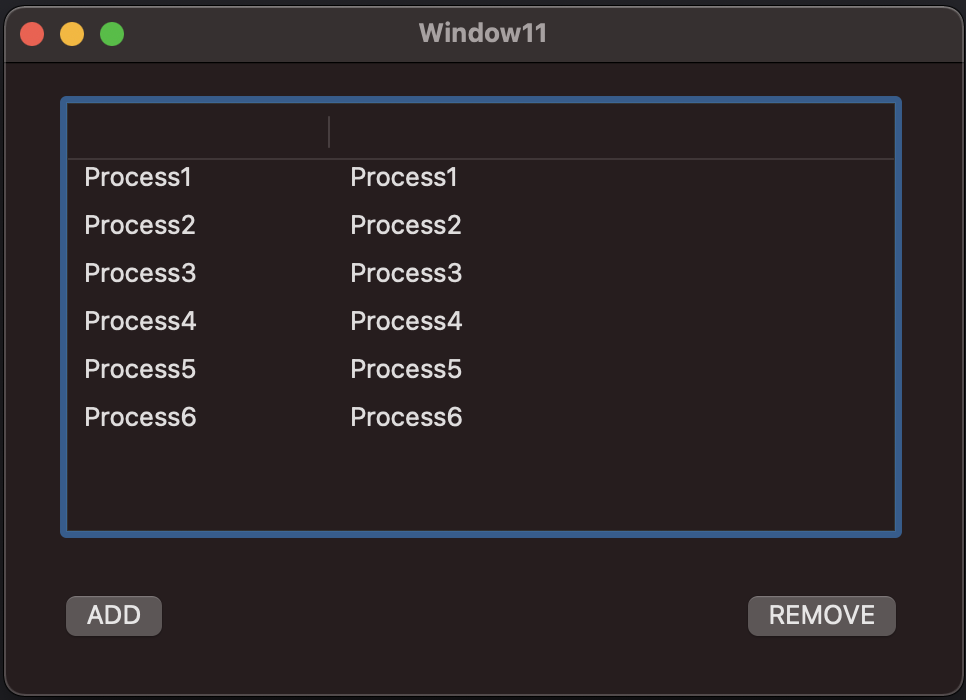 Window11
Process1 Process1
Process2 Process2
Process3 Process3
Process4 Process4
Process5 Process5
Process6 Process6
ADD REMOVE